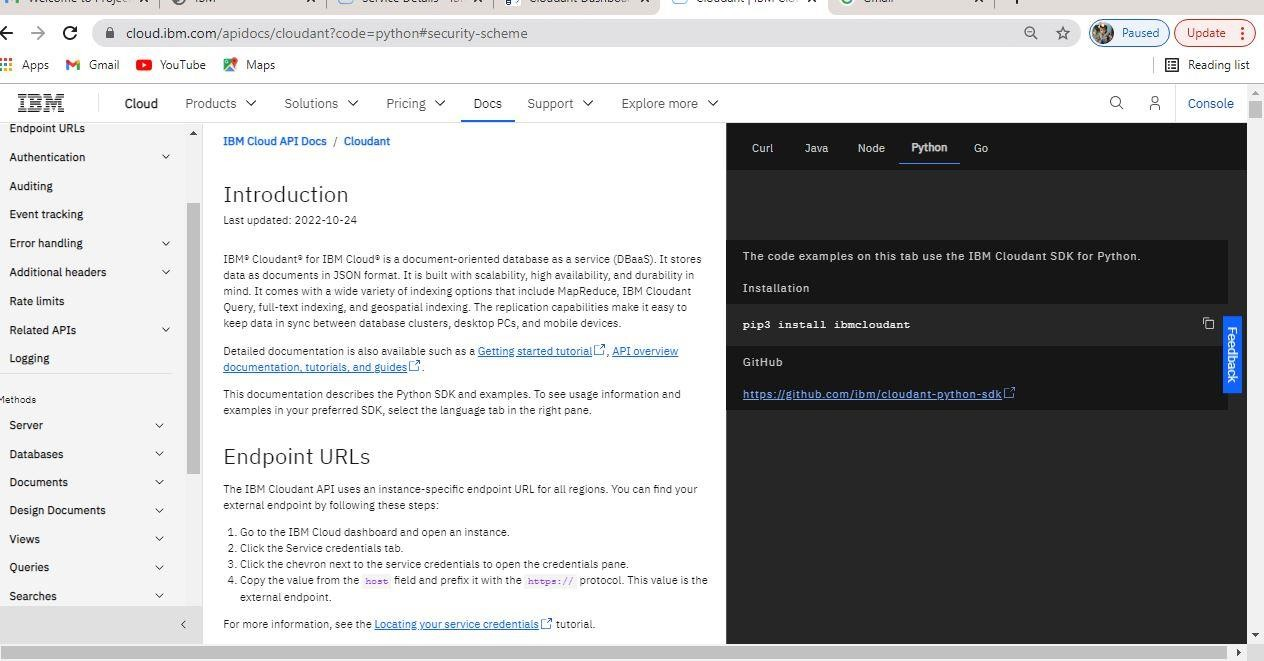 Welcome to Project
IBM
Service Details - IB
Cloudant Dashboard
Cloudant | IBM Clo
Gmail
cloud.ibm.com/apidocs/cloudant?code=python#security-scheme
Paused
Update
Apps
Gmail
YouTube
Maps
Reading list
IBM
Cloud
Products
Solutions
Pricing
Docs
Support
Explore more
Console
Endpoint URLs
Authentication
Auditing
Event tracking
Error handling
Additional headers
Rate limits
Related APIs
Logging
Methods
Server
Databases
Documents
Design Documents
Views
Queries
Searches
IBM Cloud API Docs / Cloudant
Introduction
Last updated: 2022-10-24
IBM® Cloudant® for IBM Cloud® is a document-oriented database as a service (DBaaS). It stores
data as documents in JSON format. It is built with scalability, high availability, and durability in
mind. It comes with a wide variety of indexing options that include MapReduce, IBM Cloudant
Query, full-text indexing, and geospatial indexing. The replication capabilities make it easy to
keep data in sync between database clusters, desktop PCs, and mobile devices.
Detailed documentation is also available such as a Getting started tutorial, API overview
documentation, tutorials, and guides.
This documentation describes the Python SDK and examples. To see usage information and
examples in your preferred SDK, select the language tab in the right pane.
Endpoint URLs
The IBM Cloudant API uses an instance-specific endpoint URL for all regions. You can find your
external endpoint by following these steps:
1. Go to the IBM Cloud dashboard and open an instance.
2. Click the Service credentials tab.
3. Click the chevron next to the service credentials to open the credentials pane.
4. Copy the value from the host field and prefix it with the https:// protocol. This value is the
external endpoint.
For more information, see the Locating your service credentials tutorial.
Curl
Java
Node
Python
Go
The code examples on this tab use the IBM Cloudant SDK for Python.
Installation
pip3 install ibmcloudant
GitHub
https://github.com/ibm/cloudant-python-sdk
Feedback